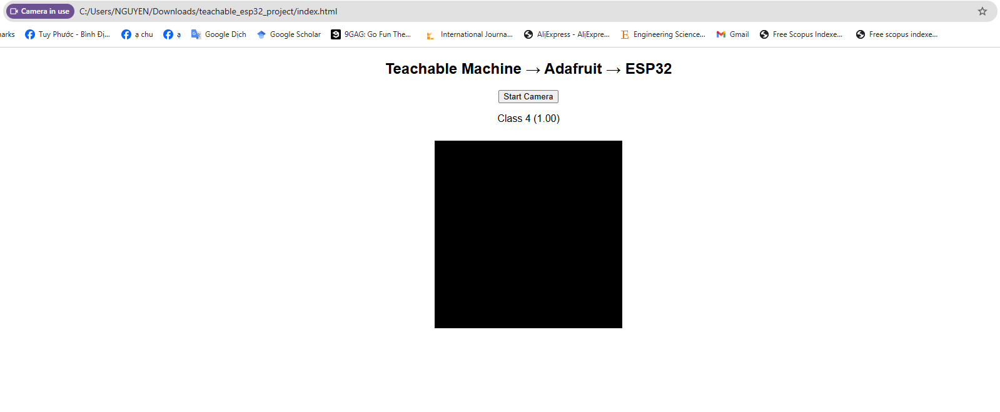 Camera in use C:/Users/NGUYEN/Downloads/teachable_esp32_project/index.html
arks Tuy Phước - Bình Đị... ạ chu ạ Google Dịch Google Scholar 9GAG: Go Fun The... International Journa... AliExpress - AliExpre... Engineering Science... Gmail Free Scopus Indexe... Free scopus indexe...
Teachable Machine → Adafruit → ESP32
Start Camera
Class 4 (1.00)